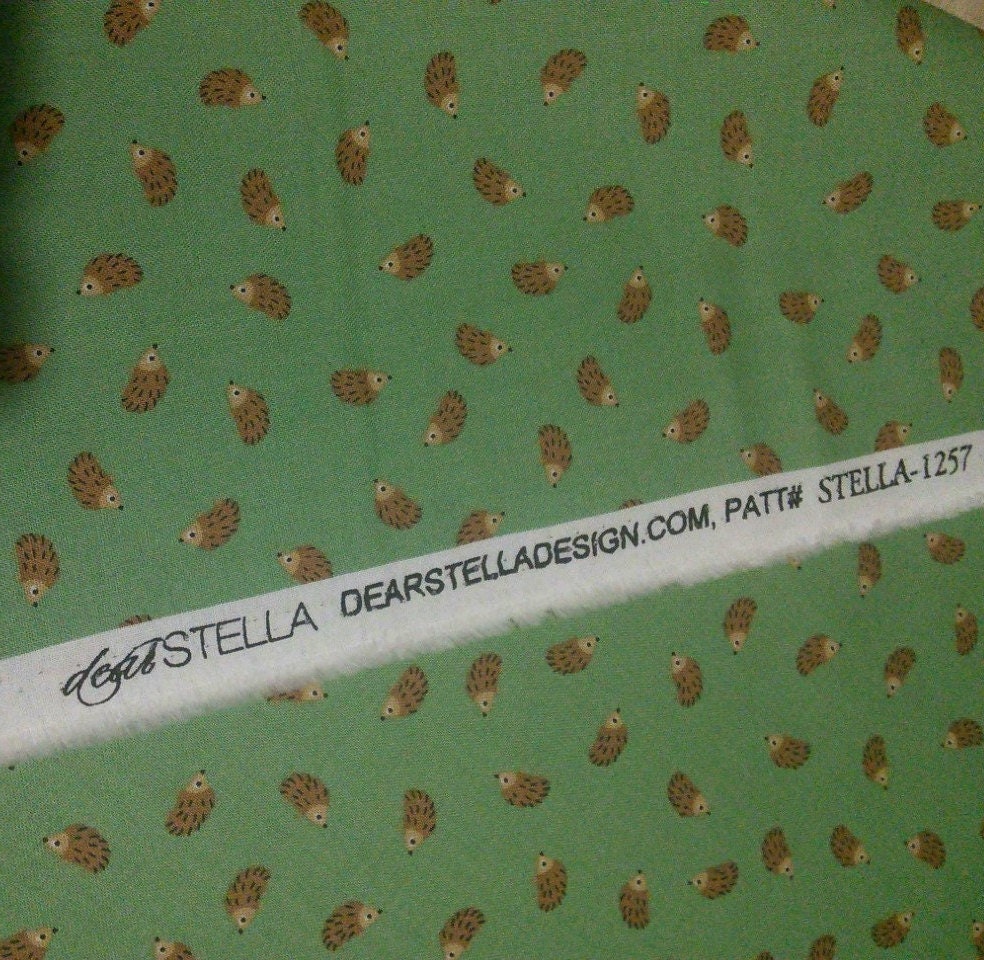 dear STELLA DEARSTELLADESIGN.COM, PATT# STELLA-1257